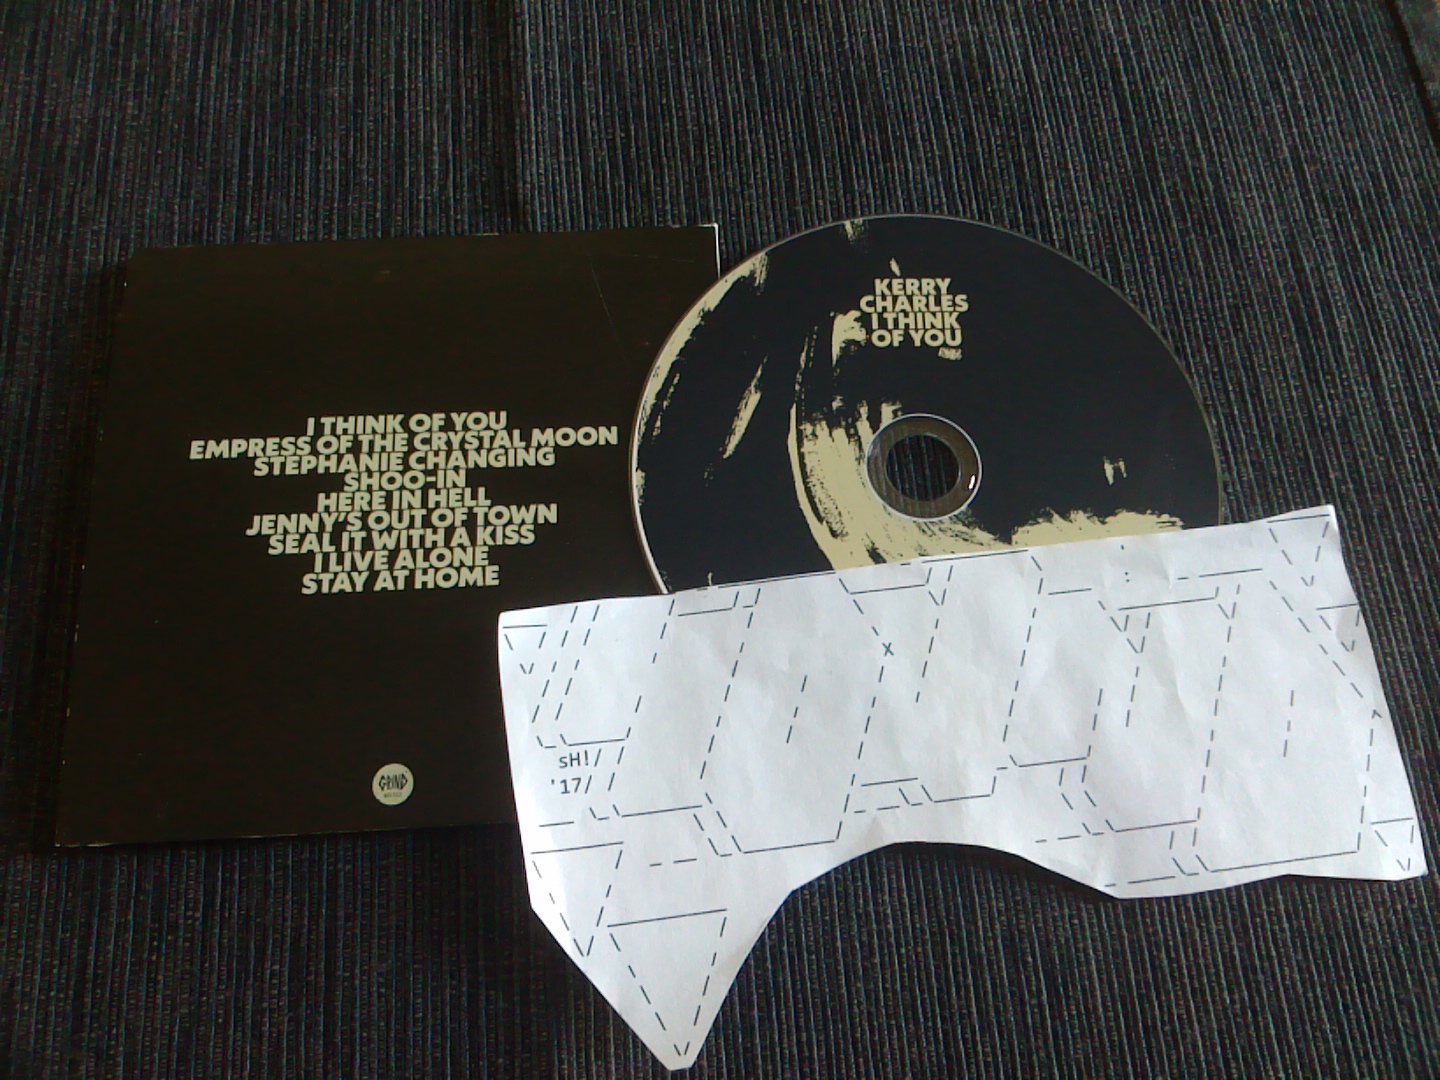 I THINK OF YOU
EMPRESS OF THE CRYSTAL MOON
STEPHANIE CHANGING
SHOO-IN
HERE IN HELL
JENNY'S OUT OF TOWN
SEAL IT WITH A KISS
I LIVE ALONE
STAY AT HOME
GRIND
KERRY
CHARLES
I THINK
OF YOU
sH!/
'17/